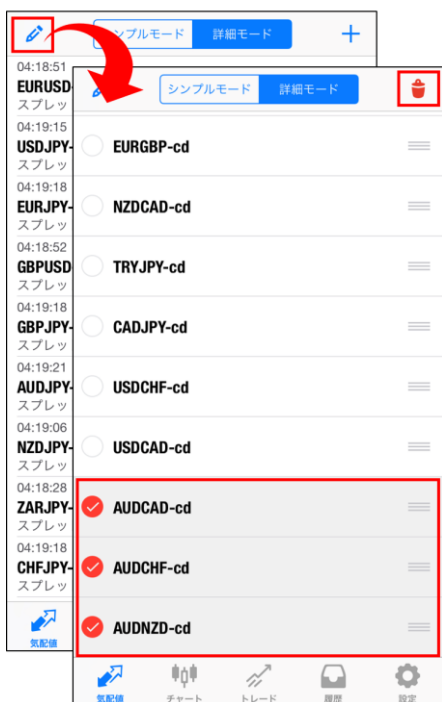 シンプルモード 詳細モード
04:18:51
EURUSD
スプレッ
04:19:15
USDJPY-
スプレッ
04:19:18
EURJPY-
スプレッ
04:18:52
GBPUSD
スプレッ
04:19:18
GBPJPY-
スプレッ
04:19:21
AUDJPY-
スプレッ
04:19:06
NZDJPY-
スプレッ
04:18:28
ZARJPY-
スプレッ
04:19:18
CHFJPY-
スプレッ
気配値
シンプルモード 詳細モード
EURGBP-cd
NZDCAD-cd
TRYJPY-cd
CADJPY-cd
USDCHF-cd
USDCAD-cd
AUDCAD-cd
AUDCHF-cd
AUDNZD-cd
気配値 チャート トレード 履歴 設定